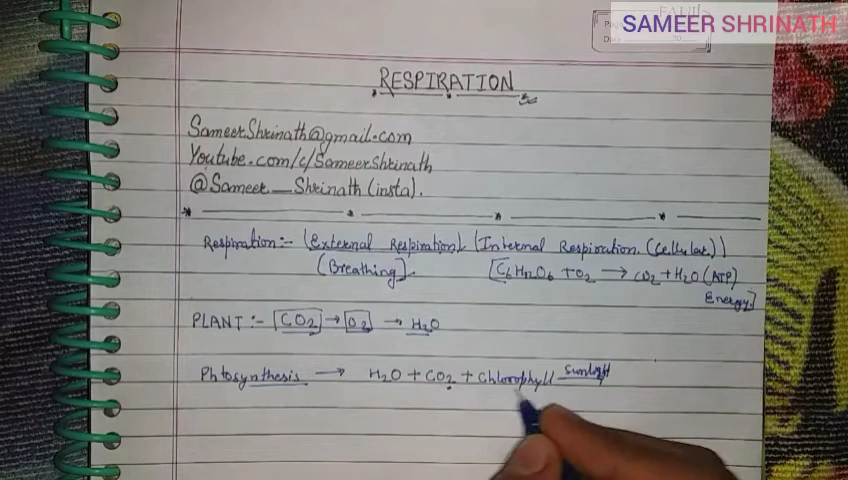 SAMEER SHRINATH
RESPIRATION
SameerShrinath@gmail.com
Youtube.com/c/SameerShrinath
@Sameer_Shrinath (insta).
Respiration:- (External Respiration) (Internal Respiration.(Cellular.))
(Breathing) [C6H12O6 + O2 → CO2 + H2O (ATP)
Energy.]
PLANT:- [CO2] → [O2] → H2O
Phtosynthesis → H2O + CO2 + Chlorophyll Sunlight